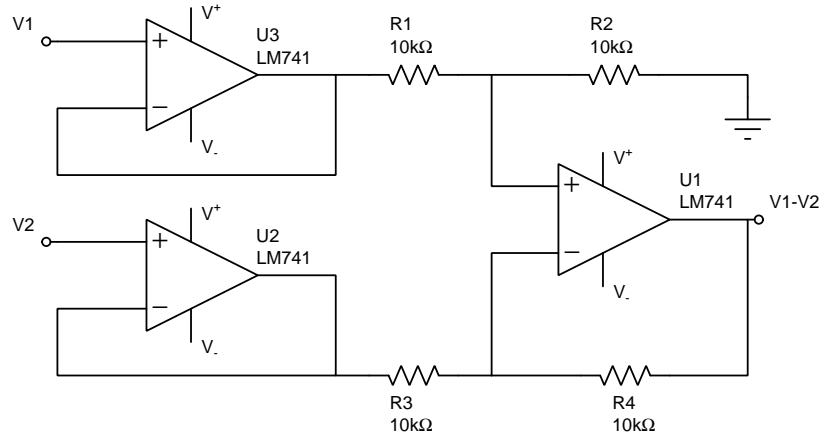 V1
V+
U3
LM741
+
−
V-
R1
10kΩ
R2
10kΩ
V2
V+
U2
LM741
+
−
V-
V+
U1
LM741
+
−
V-
V1-V2
R3
10kΩ
R4
10kΩ